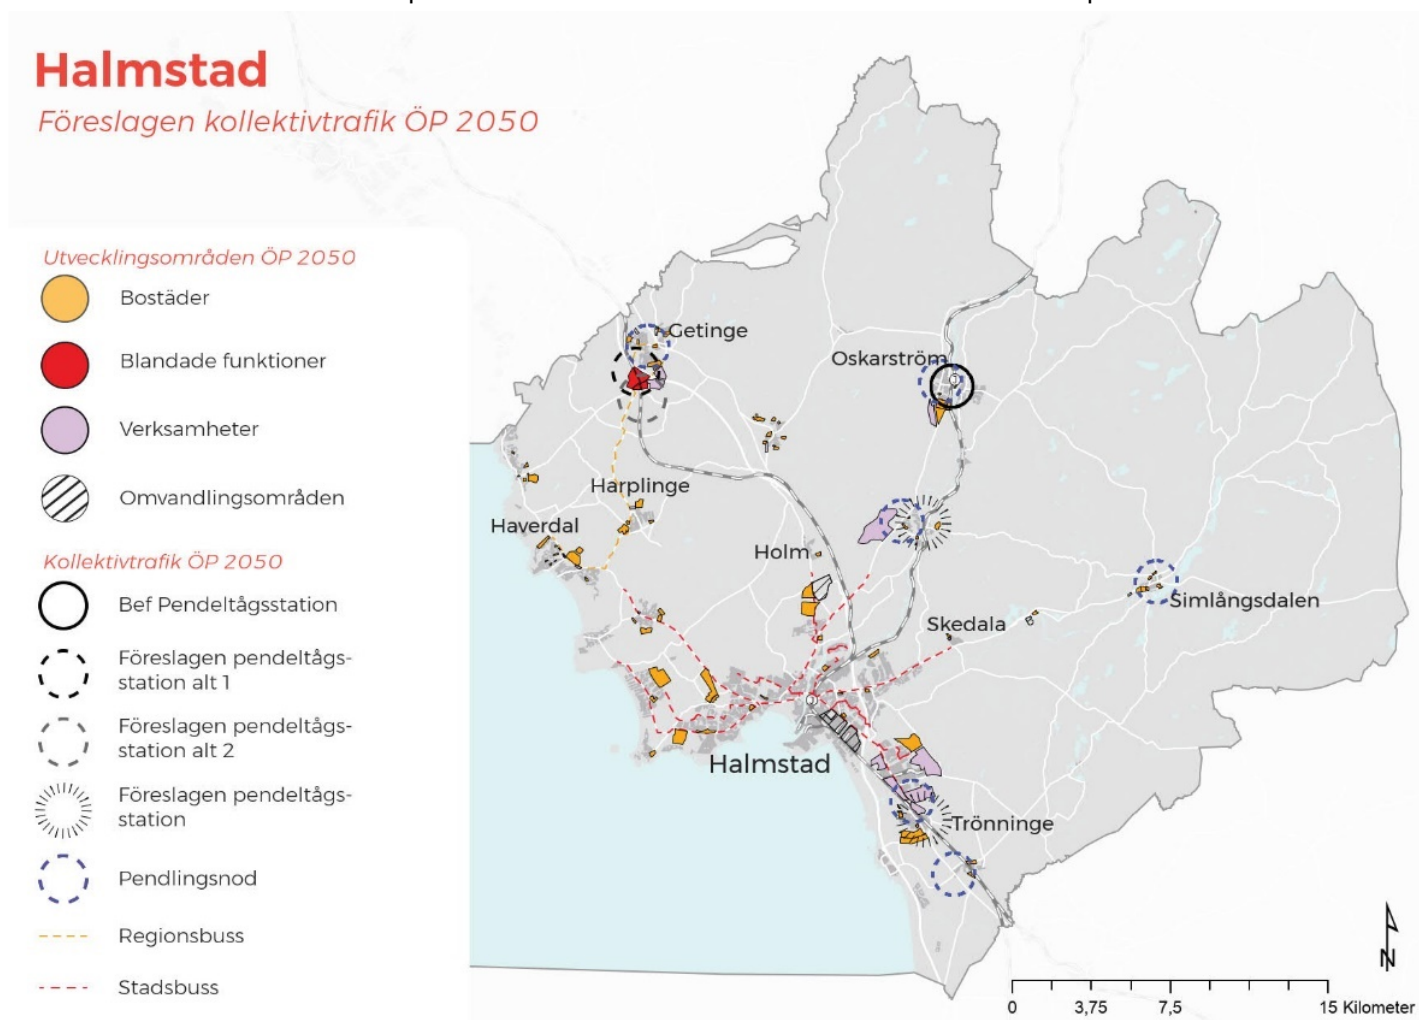 Halmstad
Föreslagen kollektivtrafik ÖP 2050
Utvecklingsområden ÖP 2050
Bostäder
Blandade funktioner
Verksamheter
Omvandlingsområden
Kollektivtrafik ÖP 2050
Bef Pendeltågsstation
Föreslagen pendeltågs-
station alt 1
Föreslagen pendeltågs-
station alt 2
Föreslagen pendeltågs-
station
Pendlingsnod
Regionsbuss
Stadsbuss
Getinge
Oskarström
Harplinge
Haverdal
Holm
Simlångsdalen
Skedala
Halmstad
Trönninge
N
0 3,75 7,5 15 Kilometer